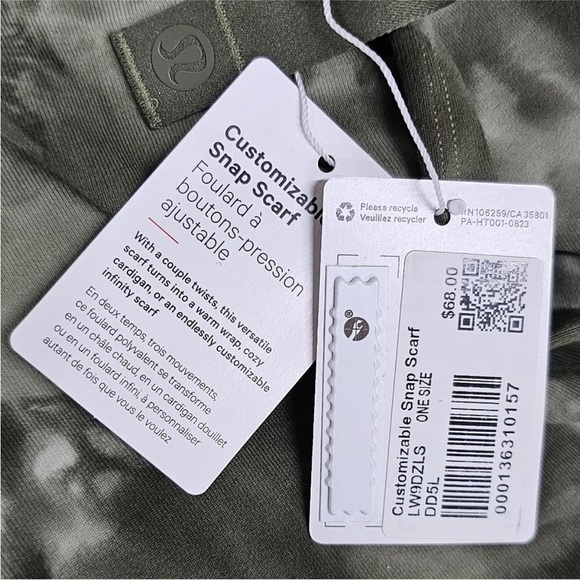 Customizable
Snap Scarf
Foulard à
boutons-pression
ajustable
With a couple twists, this versatile
scarf turns into a warm wrap, cozy
cardigan, or an endlessly customizable
infinity scarf
En deux temps, trois mouvements,
ce foulard polyvalent se transforme
en un châle chaud, en un cardigan douillet
ou en un foulard infini, à personnaliser
autant de fois que vous le voulez
Please recycle
Veuillez recycler
RN106259/CA 35801
PA-HT001-0823
®
$68.00
Customizable Snap Scarf
LW9DZLS ONE SIZE
DD5L
000136310157